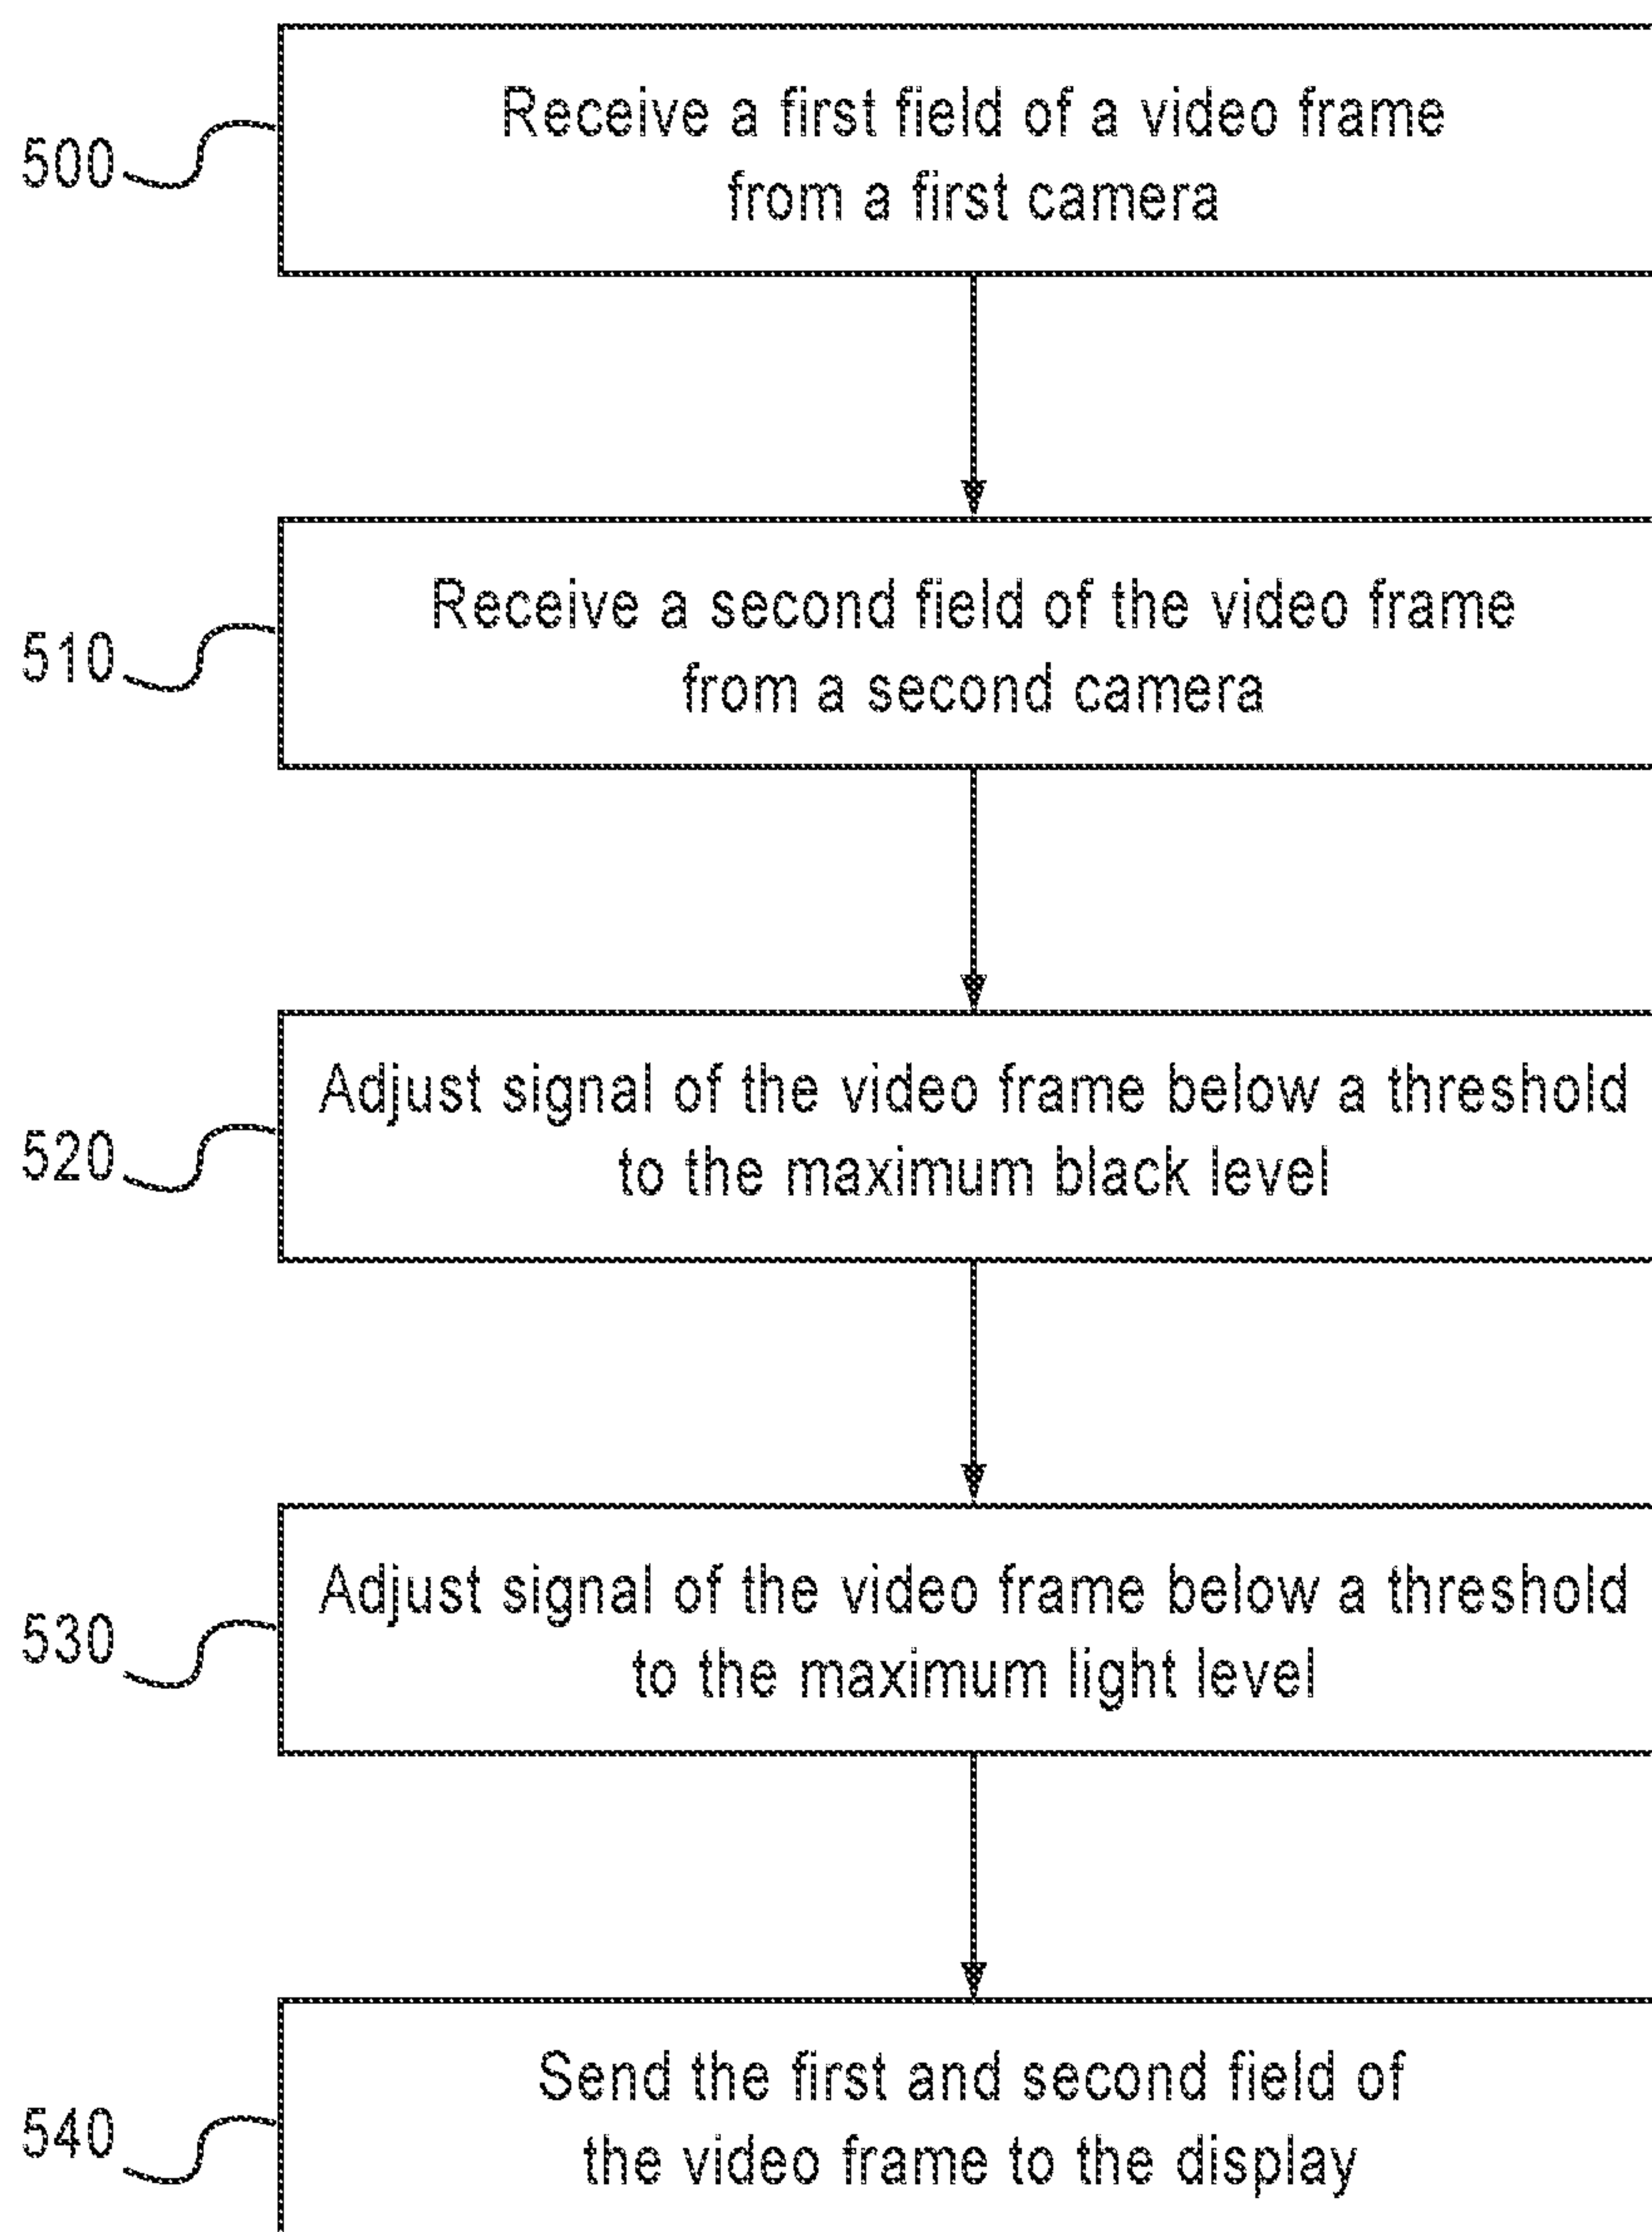 500
Receive a first field of a video frame
from a first camera
510
Receive a second field of the video frame
from a second camera
520
Adjust signal of the video frame below a threshold
to the maximum black level
530
Adjust signal of the video frame below a threshold
to the maximum light level
540
Send the first and second field of
the video frame to the display